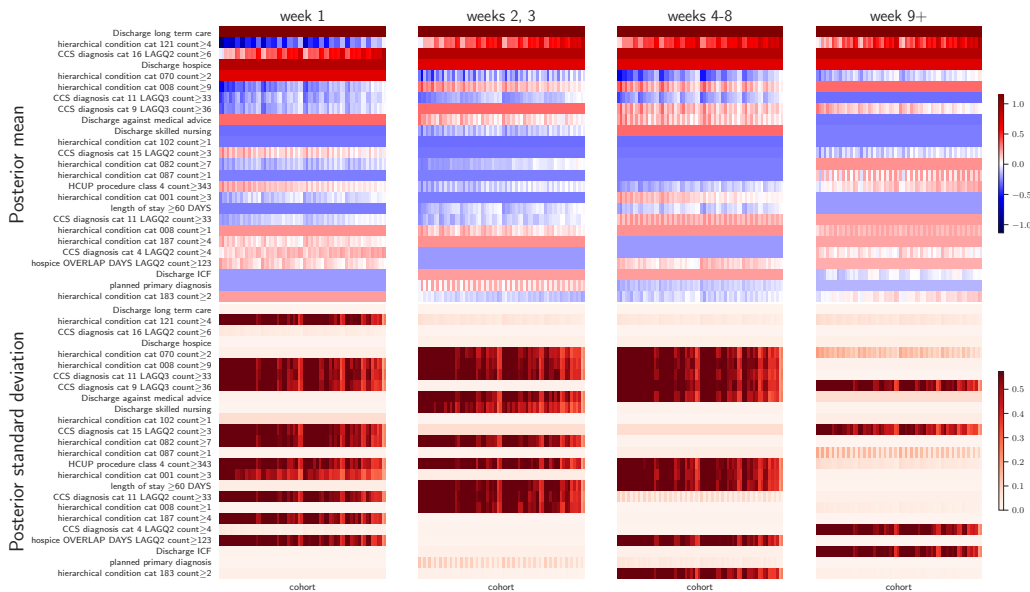 week 1
weeks 2, 3
weeks 4-8
week 9+
Posterior mean
Discharge long term care
hierarchical condition cat 121 count≥4
CCS diagnosis cat 16 LAGQ2 count≥6
Discharge hospice
hierarchical condition cat 070 count≥2
hierarchical condition cat 008 count≥9
CCS diagnosis cat 11 LAGQ3 count≥33
CCS diagnosis cat 9 LAGQ3 count≥36
Discharge against medical advice
Discharge skilled nursing
hierarchical condition cat 102 count≥1
CCS diagnosis cat 15 LAGQ2 count≥3
hierarchical condition cat 082 count≥7
hierarchical condition cat 087 count≥1
HCUP procedure class 4 count≥343
hierarchical condition cat 001 count≥3
length of stay ≥60 DAYS
CCS diagnosis cat 11 LAGQ2 count≥33
hierarchical condition cat 008 count≥1
hierarchical condition cat 187 count≥4
CCS diagnosis cat 4 LAGQ2 count≥4
hospice OVERLAP DAYS LAGQ2 count≥123
Discharge ICF
planned primary diagnosis
hierarchical condition cat 183 count≥2
1.0
0.5
0.0
−0.5
−1.0
Posterior standard deviation
Discharge long term care
hierarchical condition cat 121 count≥4
CCS diagnosis cat 16 LAGQ2 count≥6
Discharge hospice
hierarchical condition cat 070 count≥2
hierarchical condition cat 008 count≥9
CCS diagnosis cat 11 LAGQ3 count≥33
CCS diagnosis cat 9 LAGQ3 count≥36
Discharge against medical advice
Discharge skilled nursing
hierarchical condition cat 102 count≥1
CCS diagnosis cat 15 LAGQ2 count≥3
hierarchical condition cat 082 count≥7
hierarchical condition cat 087 count≥1
HCUP procedure class 4 count≥343
hierarchical condition cat 001 count≥3
length of stay ≥60 DAYS
CCS diagnosis cat 11 LAGQ2 count≥33
hierarchical condition cat 008 count≥1
hierarchical condition cat 187 count≥4
CCS diagnosis cat 4 LAGQ2 count≥4
hospice OVERLAP DAYS LAGQ2 count≥123
Discharge ICF
planned primary diagnosis
hierarchical condition cat 183 count≥2
0.5
0.4
0.3
0.2
0.1
0.0
cohort
cohort
cohort
cohort